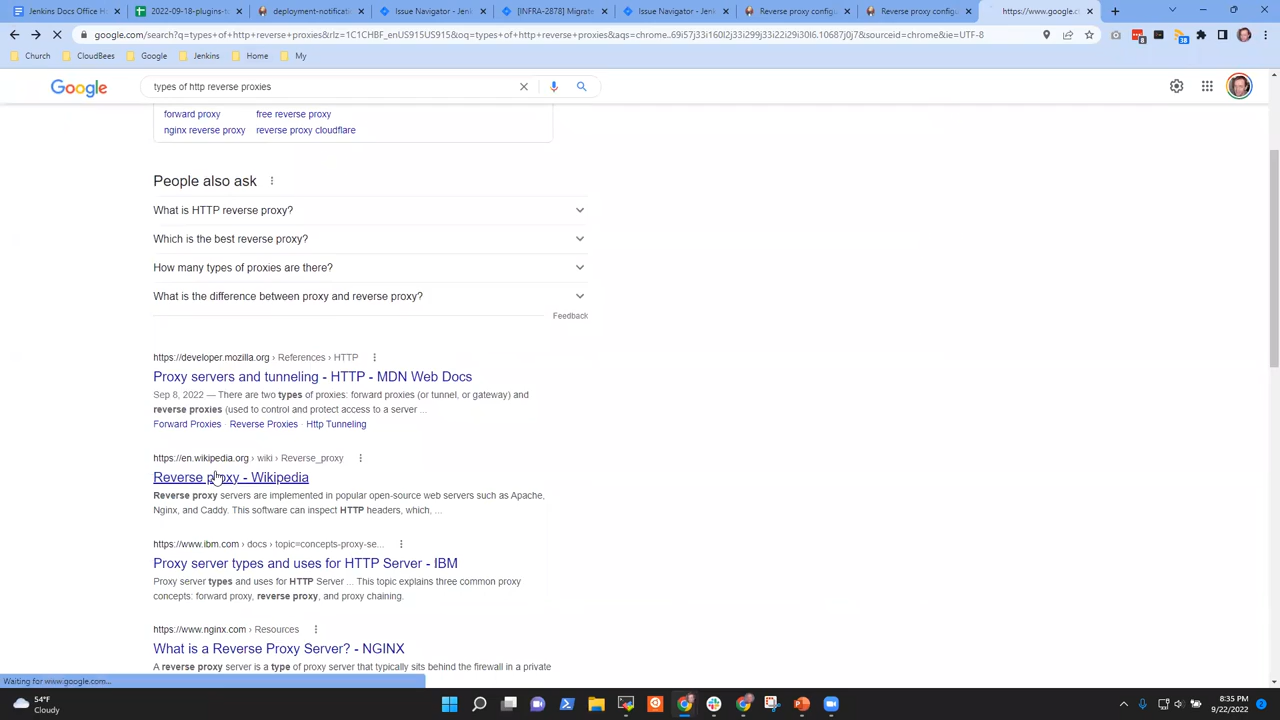 Jenkins Docs Office HBF
2022-09-18-plugin-
deployment-notificati
Issue Navigator - Jenk
[INFRA-2878] Migrate
Issue Navigator - Jenk
Reverse proxy config
Reverse proxy config
https://www.google.c
google.com/search?q=types+of+http+reverse+proxies&rlz=1C1CHBF_enUS915US915&oq=types+of+http+reverse+proxies&aqs=chrome..69i57j33i160l2j33i299j33i22i29i30l6.10687j0j7&sourceid=chrome&ie=UTF-8
Church
CloudBees
Google
Jenkins
Home
My
Google
types of http reverse proxies
forward proxy
free reverse proxy
nginx reverse proxy
reverse proxy cloudflare
People also ask
What is HTTP reverse proxy?
Which is the best reverse proxy?
How many types of proxies are there?
What is the difference between proxy and reverse proxy?
Feedback
https://developer.mozilla.org › References › HTTP
Proxy servers and tunneling - HTTP - MDN Web Docs
Sep 8, 2022 — There are two types of proxies: forward proxies (or tunnel, or gateway) and
reverse proxies (used to control and protect access to a server ...
Forward Proxies · Reverse Proxies · Http Tunneling
https://en.wikipedia.org › wiki › Reverse_proxy
Reverse proxy - Wikipedia
Reverse proxy servers are implemented in popular open-source web servers such as Apache,
Nginx, and Caddy. This software can inspect HTTP headers, which, ...
https://www.ibm.com › docs › topic=concepts-proxy-se...
Proxy server types and uses for HTTP Server - IBM
Proxy server types and uses for HTTP Server ... This topic explains three common proxy
concepts: forward proxy, reverse proxy, and proxy chaining.
https://www.nginx.com › Resources
What is a Reverse Proxy Server? - NGINX
A reverse proxy server is a type of proxy server that typically sits behind the firewall in a private
Waiting for www.google.com...
54°F
Cloudy
8:35 PM
9/22/2022